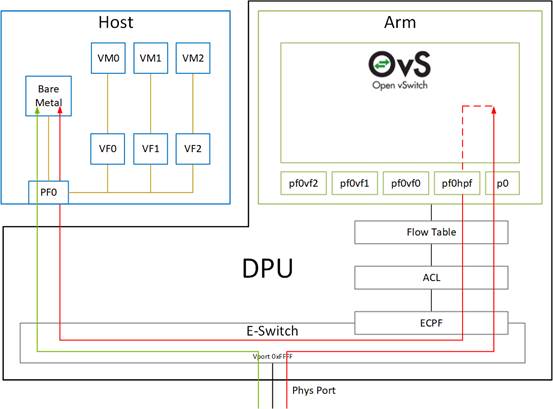 Host
Arm
VM0
VM1
VM2
OvS
Open vSwitch
Bare
Metal
VF0
VF1
VF2
PF0
pf0vf2
pf0vf1
pf0vf0
pf0hpf
p0
Flow Table
DPU
ACL
ECPF
E-Switch
Vport 0xFFFF
Phys Port